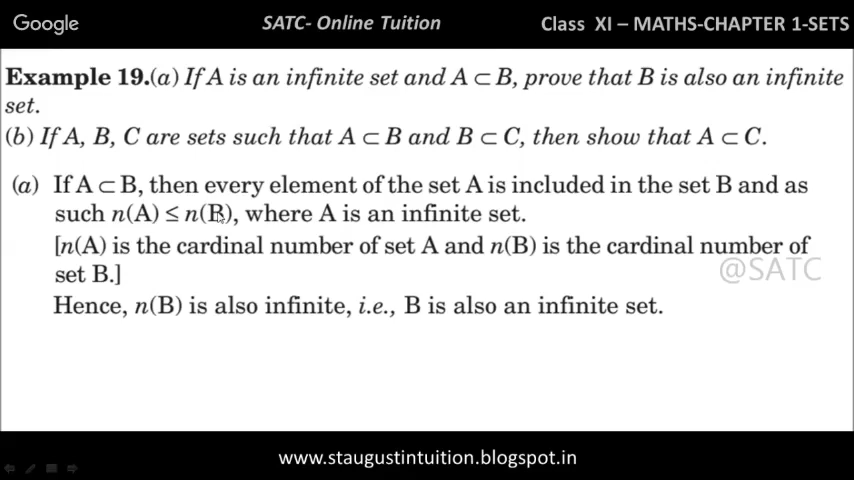 Google
SATC- Online Tuition
Class XI – MATHS-CHAPTER 1-SETS
Example 19.(a) If A is an infinite set and A ⊂ B, prove that B is also an infinite
set.
(b) If A, B, C are sets such that A ⊂ B and B ⊂ C, then show that A ⊂ C.
(a) If A ⊂ B, then every element of the set A is included in the set B and as
such n(A) ≤ n(B), where A is an infinite set.
[n(A) is the cardinal number of set A and n(B) is the cardinal number of
set B.]
@SATC
Hence, n(B) is also infinite, i.e., B is also an infinite set.
www.staugustintuition.blogspot.in